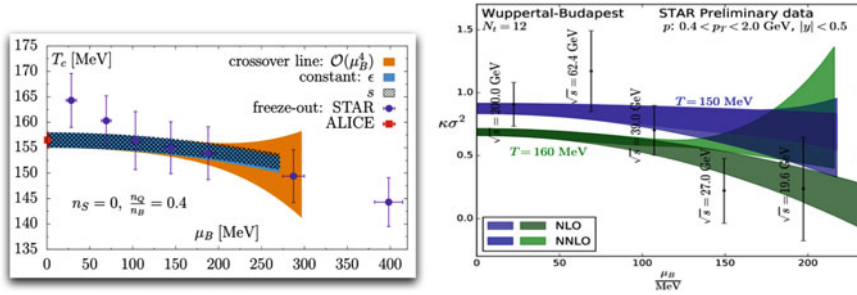 T_c [MeV]
175
170
165
160
155
150
145
140
135
crossover line: O(μ_B^4)
constant: ϵ
s
freeze-out: STAR
ALICE
n_S = 0, n_Q/n_B = 0.4
μ_B [MeV]
0 50 100 150 200 250 300 350 400
Wuppertal-Budapest
N_t = 12
STAR Preliminary data
p: 0.4 < p_T < 2.0 GeV, |y| < 0.5
κσ²
1.5
1.0
0.5
0.0
√s = 200.0 GeV
√s = 62.4 GeV
√s = 39.0 GeV
√s = 27.0 GeV
√s = 19.6 GeV
T = 150 MeV
T = 160 MeV
NLO
NNLO
0 50 100 150 200
μ_B/MeV